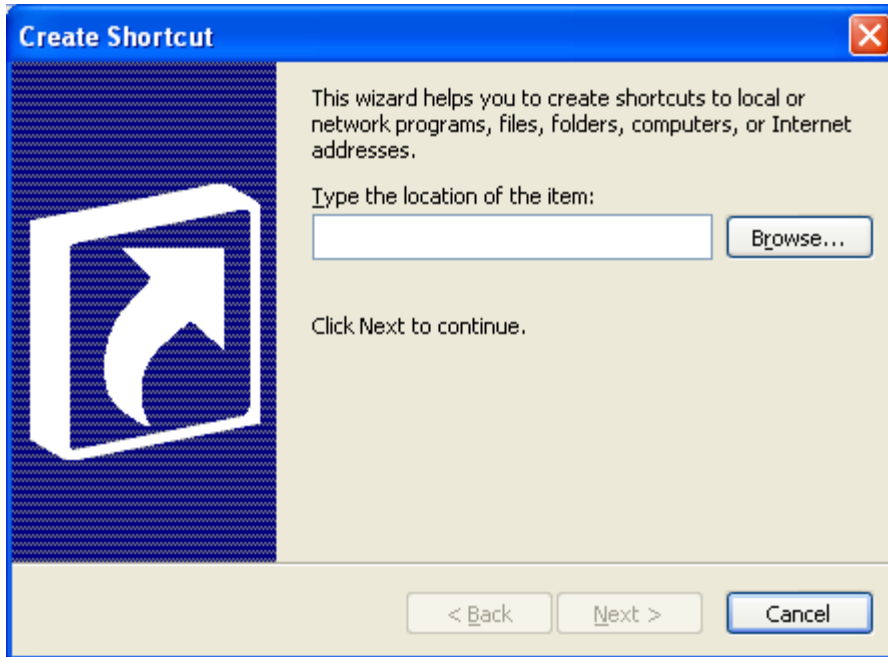 Create Shortcut
This wizard helps you to create shortcuts to local or
network programs, files, folders, computers, or Internet
addresses.
Type the location of the item:
Browse...
Click Next to continue.
< Back Next > Cancel